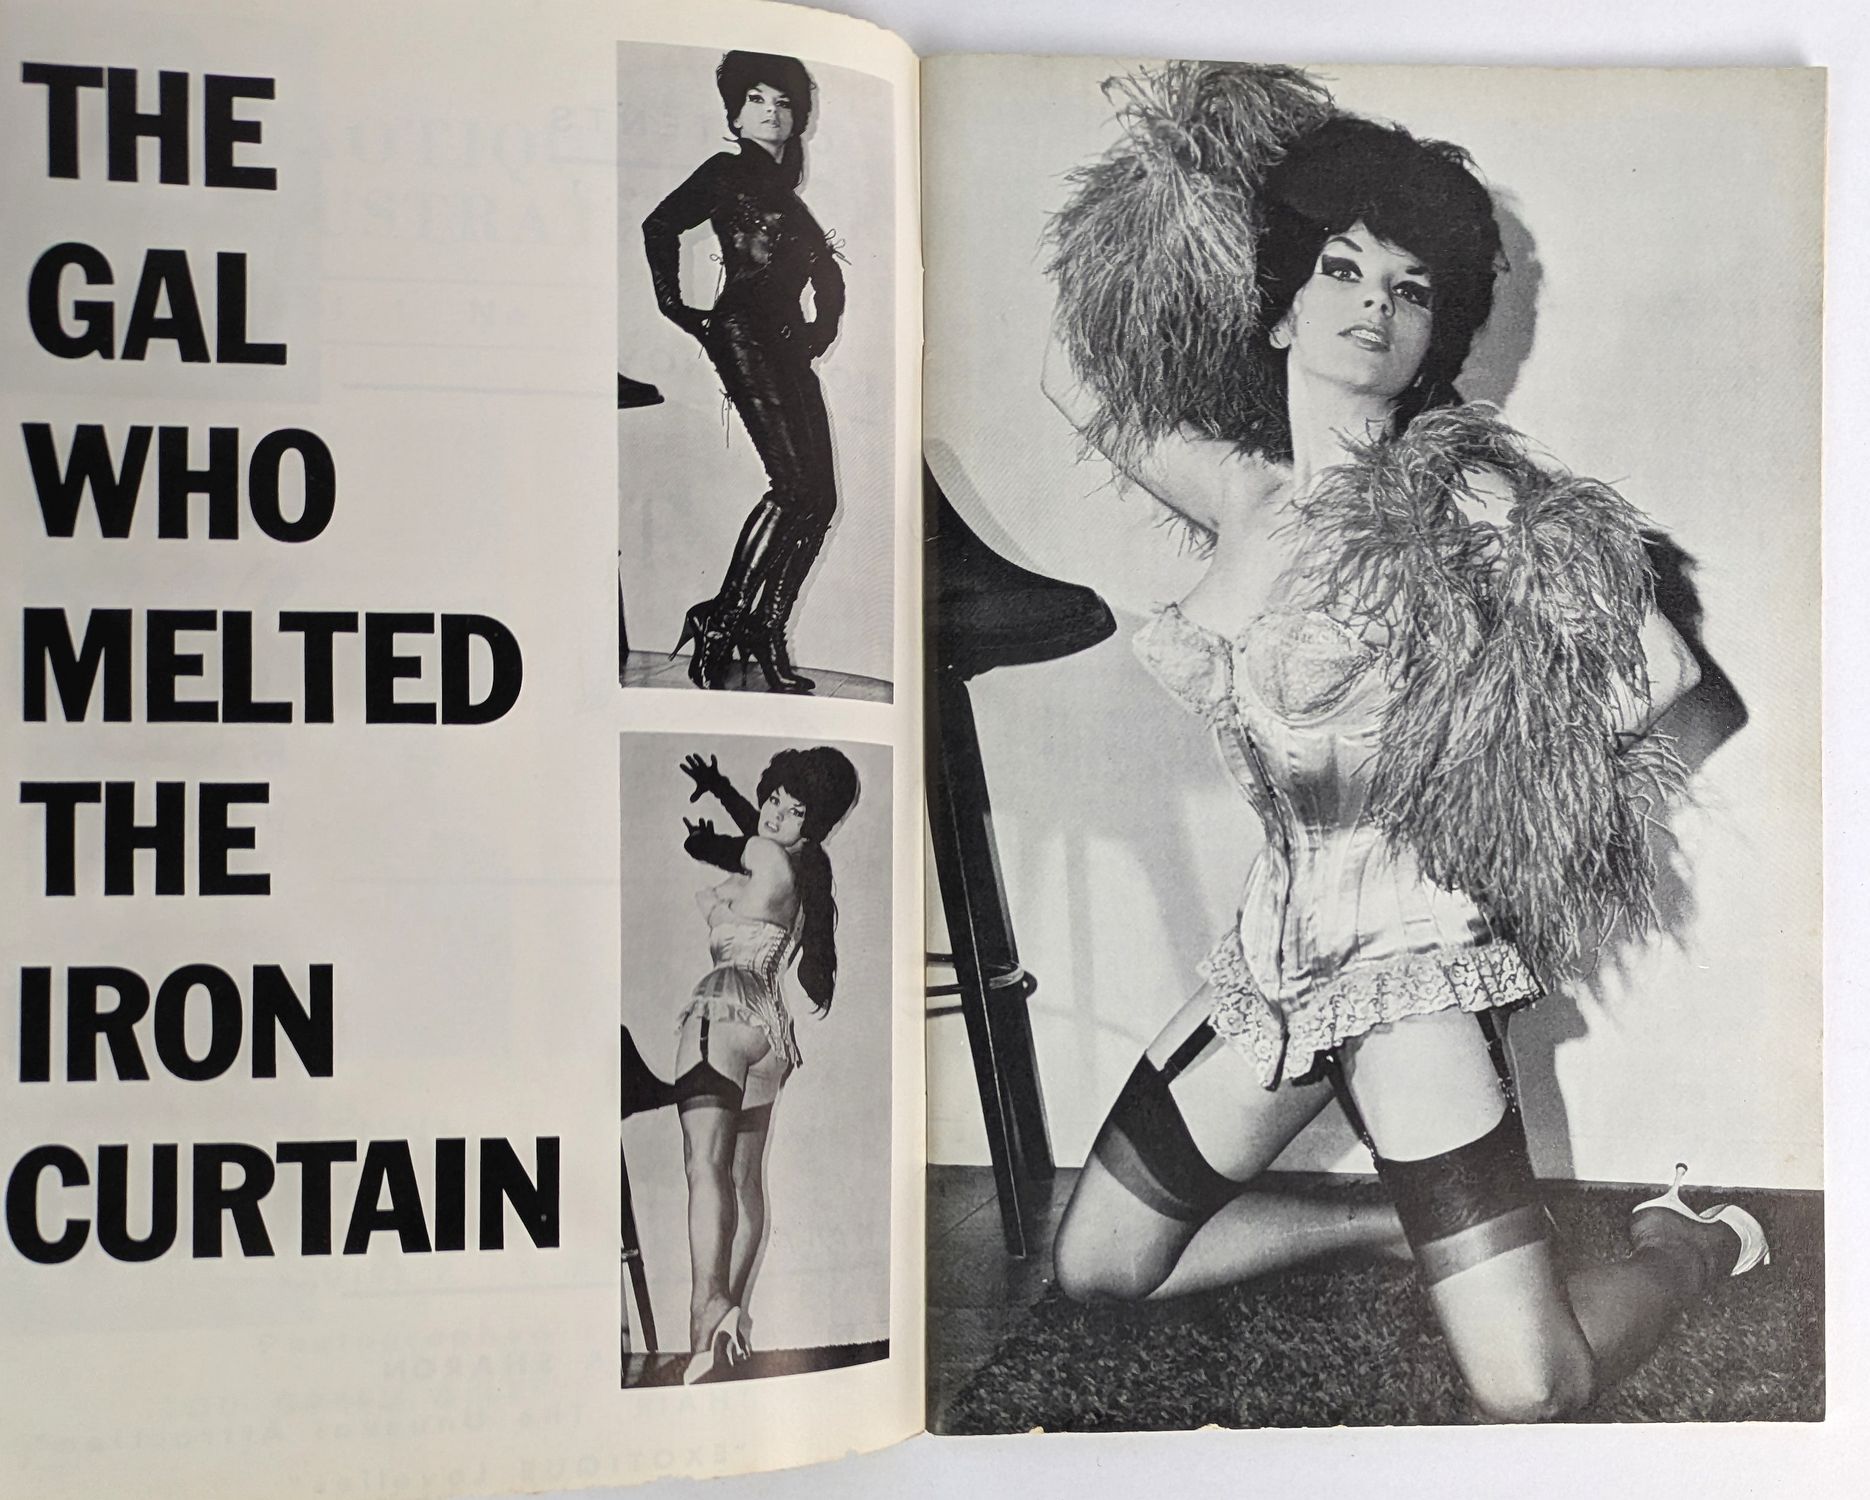 THE
GAL
WHO
MELTED
THE
IRON
CURTAIN